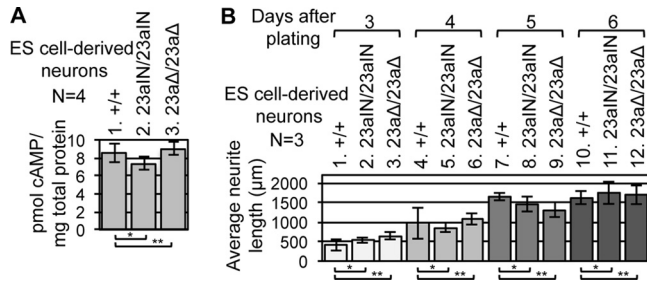 A
ES cell-derived
neurons
N=4
1. +/+
2. 23aIN/23aIN
3. 23aΔ/23aΔ
pmol cAMP/
mg total protein
10
8
6
4
2
0
*
**
B
Days after
plating
3
4
5
6
ES cell-derived
neurons
N=3
1. +/+
2. 23aIN/23aIN
3. 23aΔ/23aΔ
4. +/+
5. 23aIN/23aIN
6. 23aΔ/23aΔ
7. +/+
8. 23aIN/23aIN
9. 23aΔ/23aΔ
10. +/+
11. 23aIN/23aIN
12. 23aΔ/23aΔ
Average neurite
length (µm)
2000
1500
1000
500
0
*
**
*
**
*
**
*
**